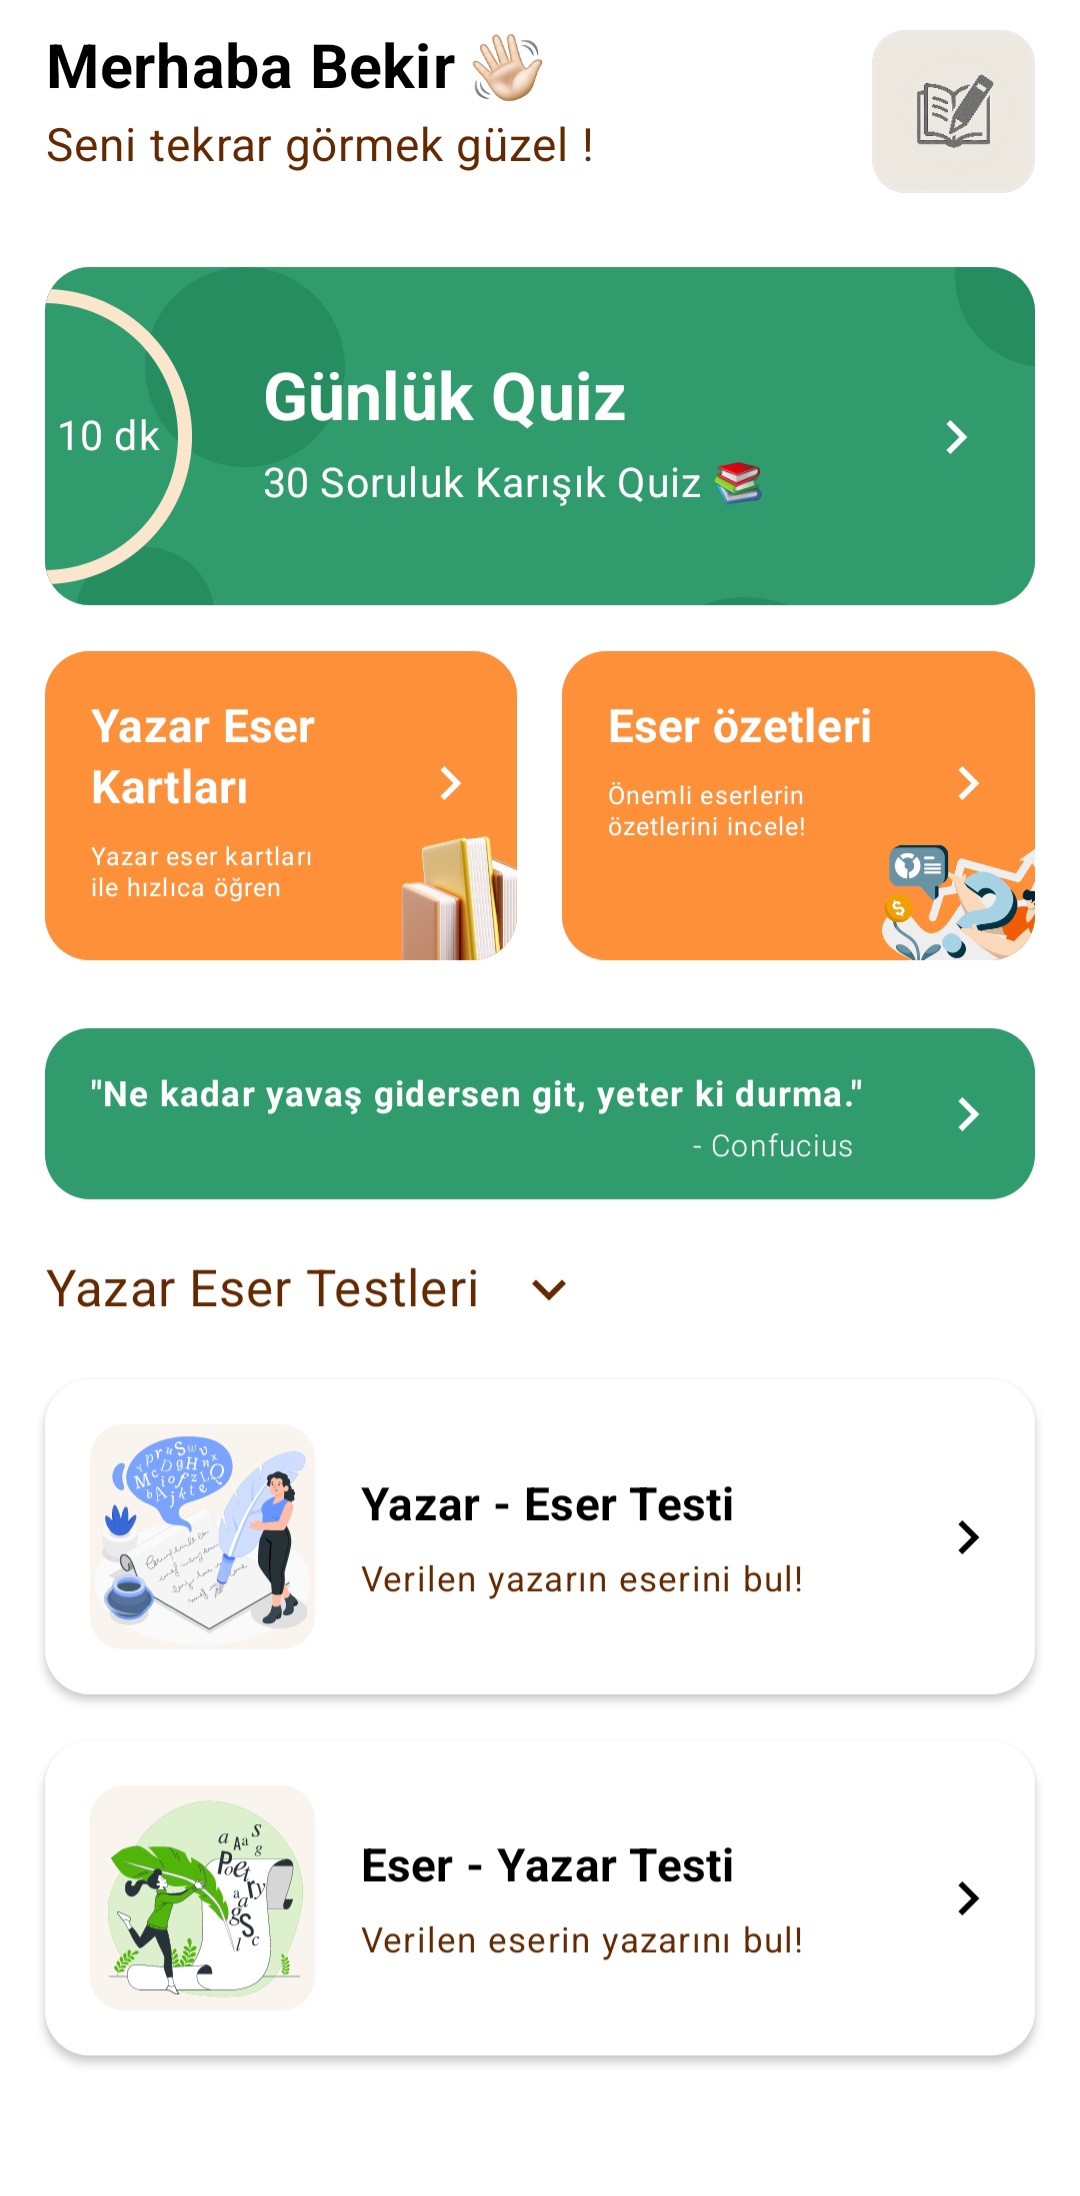 Merhaba Bekir 👋🏻
Seni tekrar görmek güzel !
10 dk
Günlük Quiz
30 Soruluk Karışık Quiz 📚
Yazar Eser
Kartları
Yazar eser kartları
ile hızlıca öğren
Eser özetleri
Önemli eserlerin
özetlerini incele!
"Ne kadar yavaş gidersen git, yeter ki durma."
- Confucius
Yazar Eser Testleri
Yazar - Eser Testi
Verilen yazarın eserini bul!
Poetry
Eser - Yazar Testi
Verilen eserin yazarını bul!